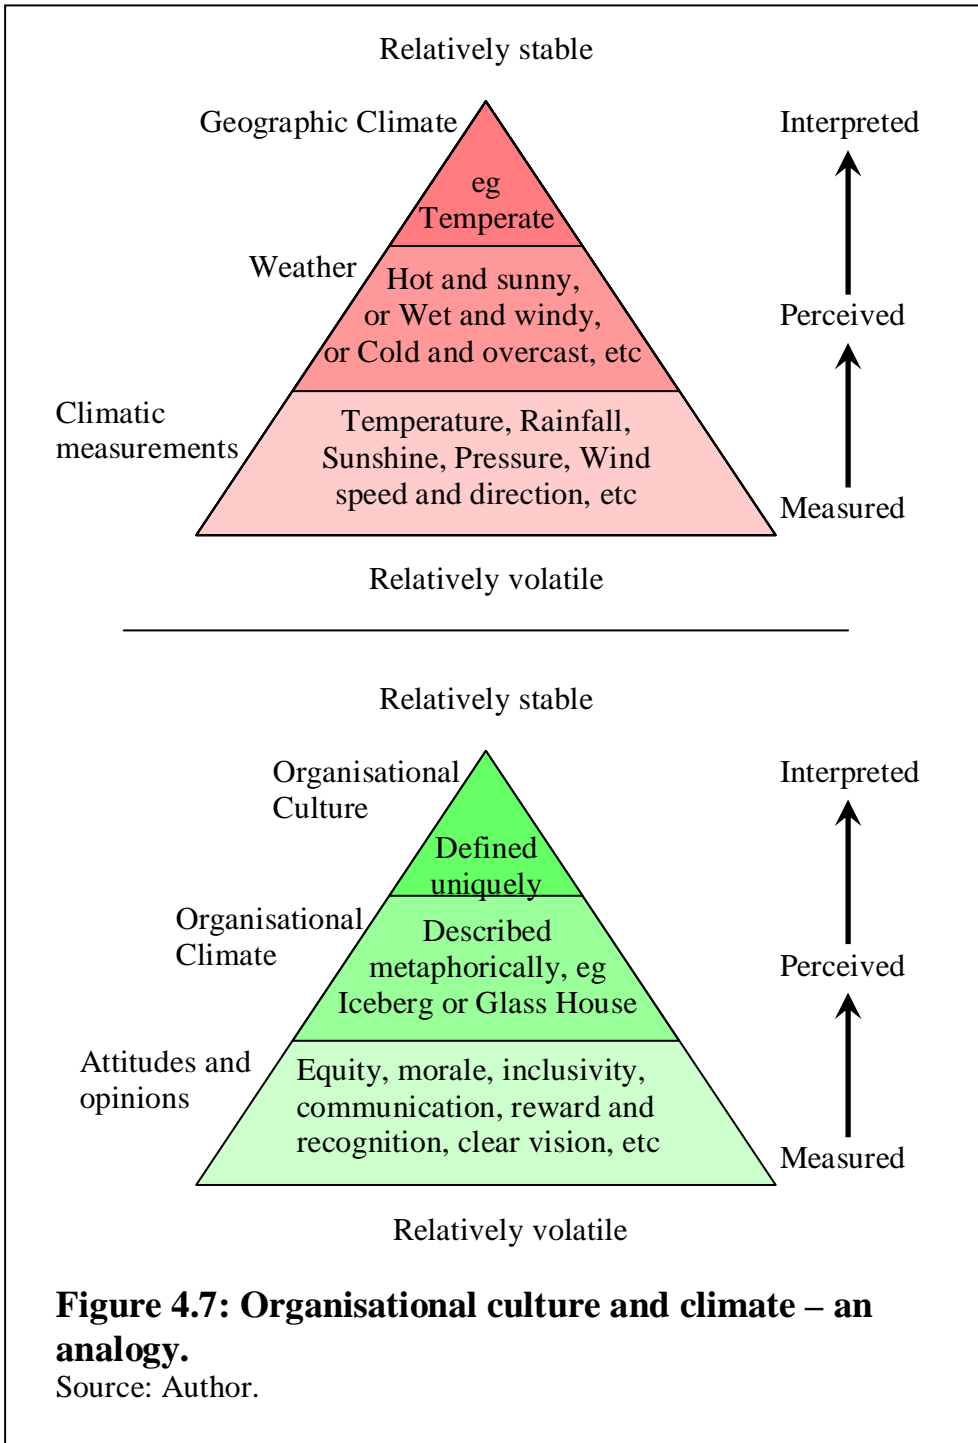 Relatively stable
Geographic Climate
Interpreted
eg
Temperate
Weather
Hot and sunny,
or Wet and windy,
or Cold and overcast, etc
Perceived
Climatic
measurements
Temperature, Rainfall,
Sunshine, Pressure, Wind
speed and direction, etc
Measured
Relatively volatile
Relatively stable
Organisational
Culture
Interpreted
Defined
uniquely
Organisational
Climate
Described
metaphorically, eg
Iceberg or Glass House
Perceived
Attitudes and
opinions
Equity, morale, inclusivity,
communication, reward and
recognition, clear vision, etc
Measured
Relatively volatile
Figure 4.7: Organisational culture and climate – an
analogy.
Source: Author.